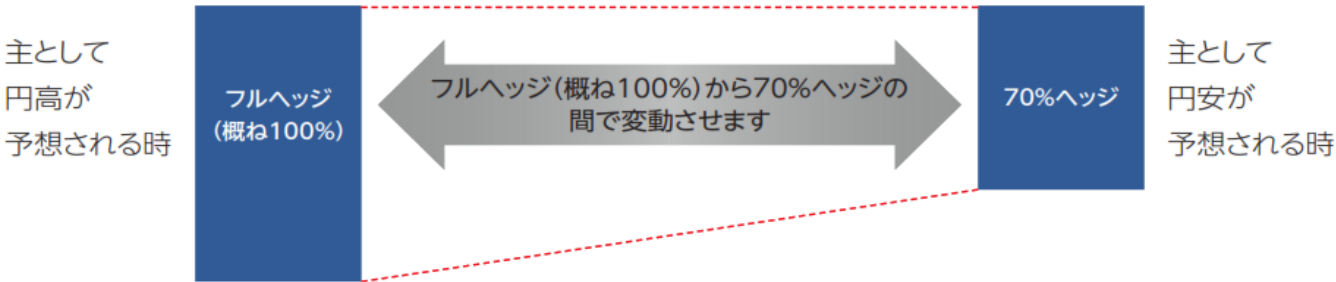 主として
円高が
予想される時
フルヘッジ
(概ね100%)
フルヘッジ(概ね100%)から70%ヘッジの
間で変動させます
70%ヘッジ
主として
円安が
予想される時